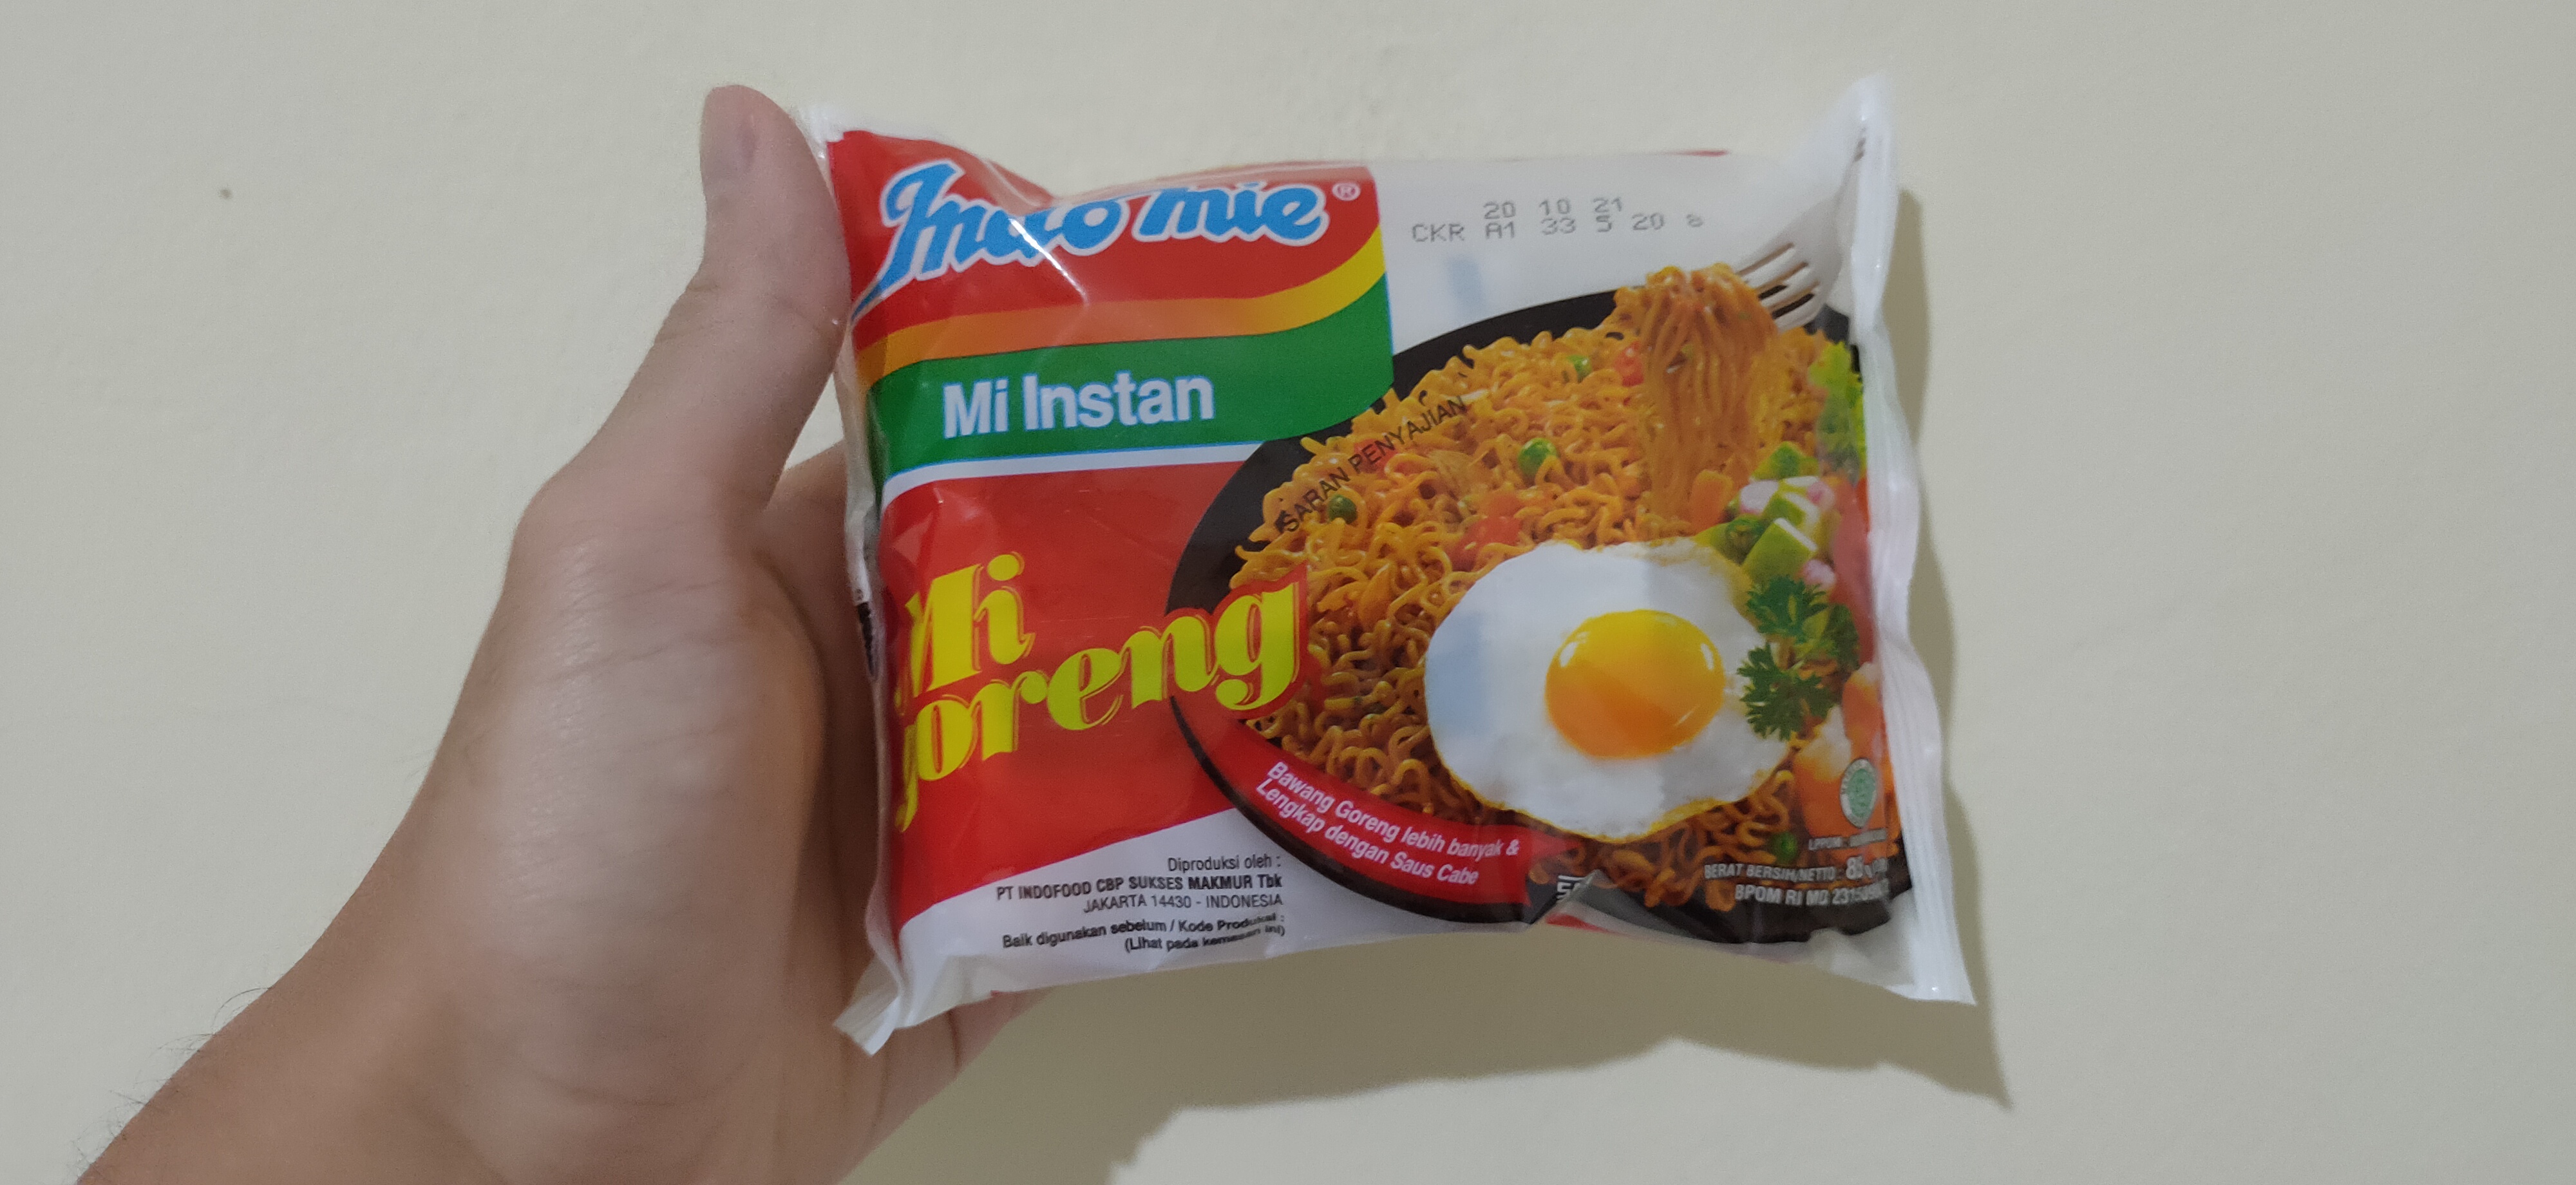 Indomie®
20 10 21
CKR A1 33 5 20 8
Mi Instan
SARAN PENYAJIAN
Mi
goreng
Bawang Goreng lebih banyak &
Lengkap dengan Saus Cabe
Diproduksi oleh :
PT INDOFOOD CBP SUKSES MAKMUR Tbk
JAKARTA 14430 - INDONESIA
Baik digunakan sebelum / Kode Produksi :
(Lihat pada kemasan ini)
LPPOM
BERAT BERSIH/NETTO :
BPOM RI MD